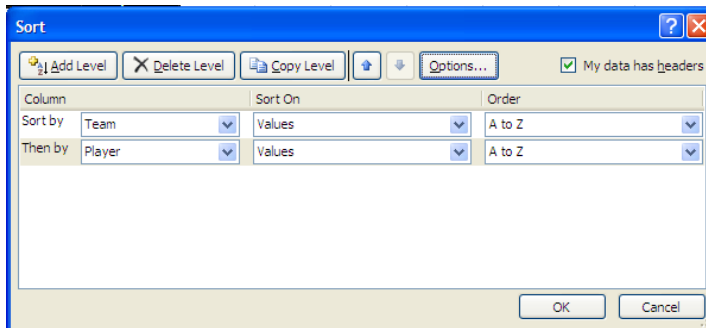 Sort
Add Level Delete Level Copy Level Options... My data has headers
Column Sort On Order
Sort by Team Values A to Z
Then by Player Values A to Z
OK Cancel